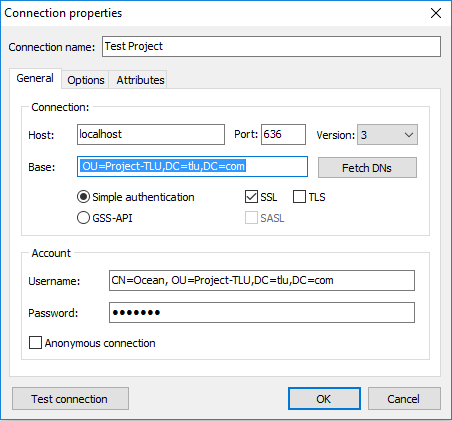 Connection properties
Connection name: Test Project
General Options Attributes
Connection:
Host: localhost Port: 636 Version: 3
Base: OU=Project-TLU,DC=tlu,DC=com Fetch DNs
Simple authentication SSL TLS
GSS-API SASL
Account
Username: CN=Ocean, OU=Project-TLU,DC=tlu,DC=com
Password: •••••••
Anonymous connection
Test connection OK Cancel